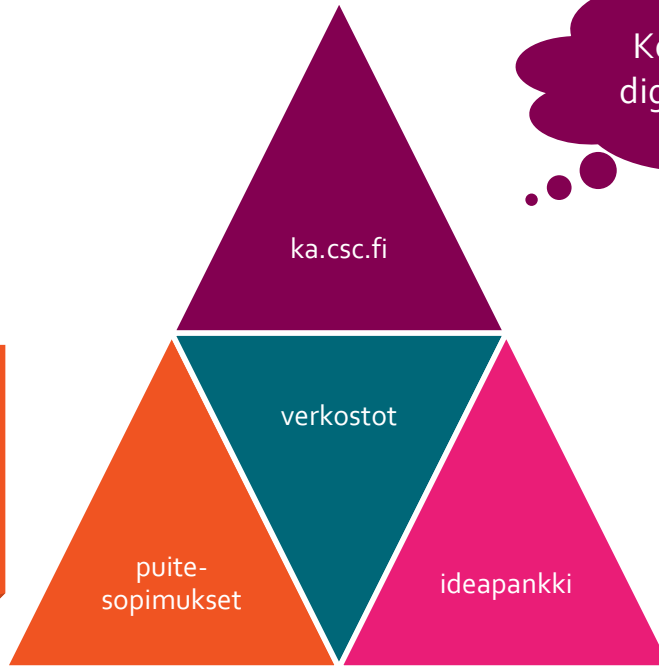 ka.csc.fi
verkostot
puite-
sopimukset
ideapankki